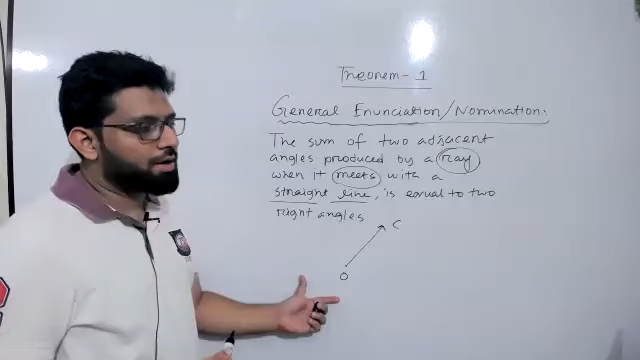 Theorem-1
General Enunciation/Nomination.
The sum of two adjacent
angles produced by a ray
when it meets with a
straight line, is equal to two
right angles
C
O